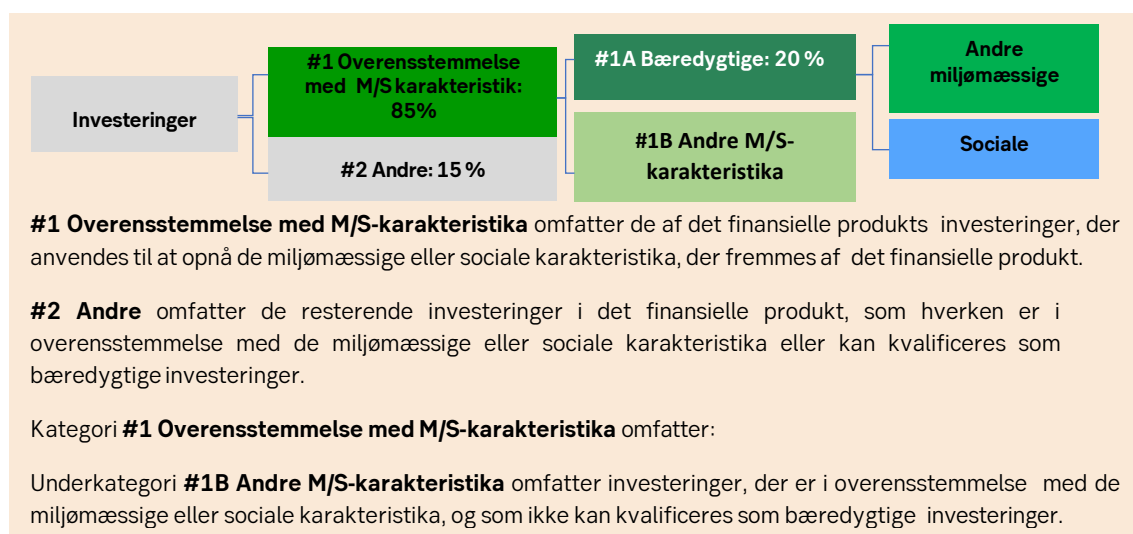 Investeringer
#1 Overensstemmelse
med M/S karakteristik:
85%
#2 Andre: 15 %
#1A Bæredygtige: 20 %
#1B Andre M/S-
karakteristika
Andre
miljømæssige
Sociale
#1 Overensstemmelse med M/S-karakteristika omfatter de af det finansielle produkts investeringer, der
anvendes til at opnå de miljømæssige eller sociale karakteristika, der fremmes af det finansielle produkt.
#2 Andre omfatter de resterende investeringer i det finansielle produkt, som hverken er i
overensstemmelse med de miljømæssige eller sociale karakteristika eller kan kvalificeres som
bæredygtige investeringer.
Kategori #1 Overensstemmelse med M/S-karakteristika omfatter:
Underkategori #1B Andre M/S-karakteristika omfatter investeringer, der er i overensstemmelse med de
miljømæssige eller sociale karakteristika, og som ikke kan kvalificeres som bæredygtige investeringer.